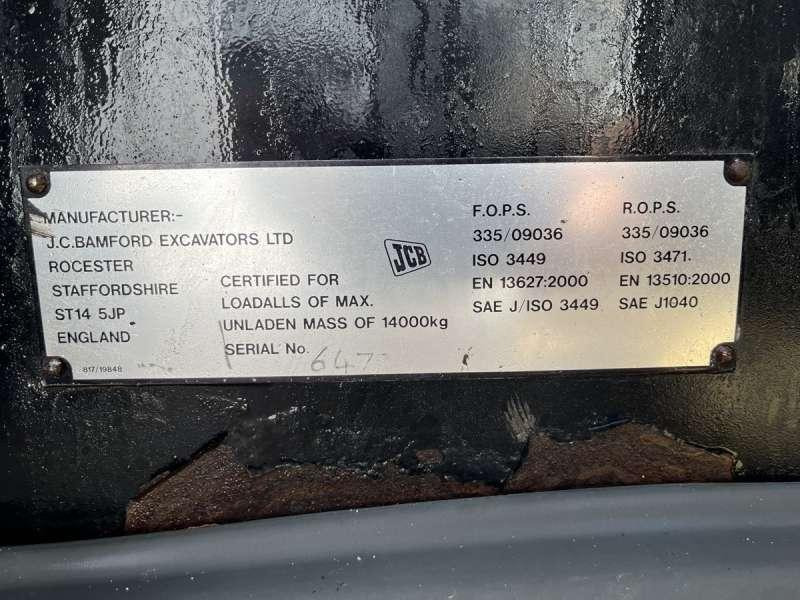 MANUFACTURER:-
J.C.BAMFORD EXCAVATORS LTD
ROCESTER
STAFFORDSHIRE
ST14 5JP
ENGLAND
817/19848
CERTIFIED FOR
LOADALLS OF MAX.
UNLADEN MASS OF 14000kg
SERIAL No. 647
JCB
F.O.P.S.
335/09036
ISO 3449
EN 13627:2000
SAE J/ISO 3449
R.O.P.S.
335/09036
ISO 3471.
EN 13510:2000
SAE J1040